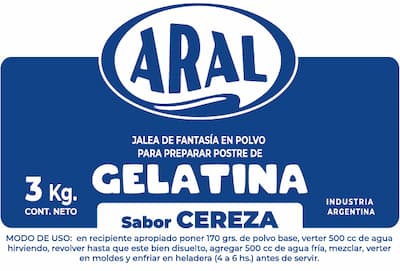 ARAL
JALEA DE FANTASÍA EN POLVO
PARA PREPARAR POSTRE DE
GELATINA
3 Kg.
CONT. NETO
INDUSTRIA
ARGENTINA
Sabor CEREZA
MODO DE USO: en recipiente apropiado poner 170 grs. de polvo base, verter 500 cc de agua
hirviendo, revolver hasta que este bien disuelto, agregar 500 cc de agua fría, mezclar, verter
en moldes y enfriar en heladera (4 a 6 hs.) antes de servir.